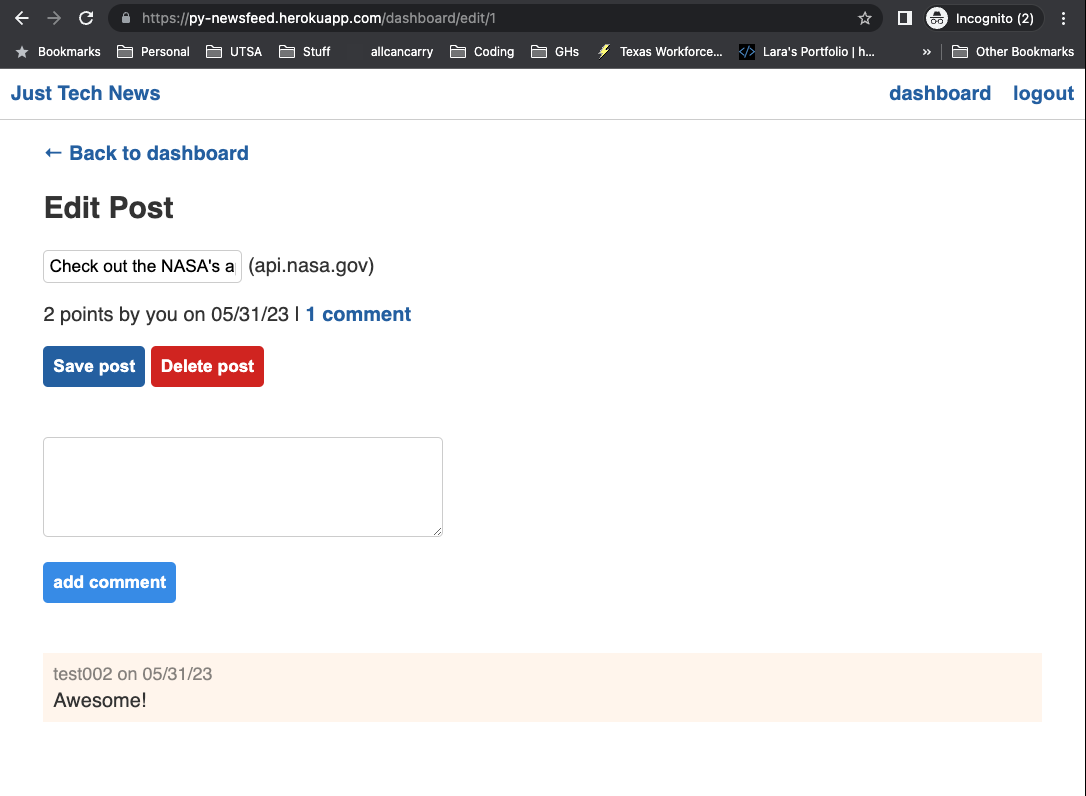 https://py-newsfeed.herokuapp.com/dashboard/edit/1 Incognito (2)
Bookmarks Personal UTSA Stuff allcancarry Coding GHs Texas Workforce... Lara's Portfolio | h... » Other Bookmarks
Just Tech News dashboard logout
← Back to dashboard
Edit Post
Check out the NASA's a (api.nasa.gov)
2 points by you on 05/31/23 | 1 comment
Save post Delete post
add comment
test002 on 05/31/23
Awesome!